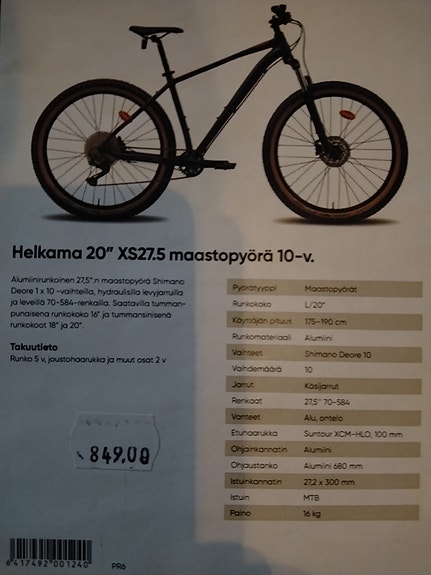 Helkama 20” XS27.5 maastopyörä 10-v.
Alumiinirunkoinen 27,5":n maastopyörä Shimano
Deore 1 x 10 -vaihteilla, hydraulisilla levyjarruilla
ja leveillä 70-584-renkailla. Saatavilla tumman-
punaisena runkokoko 16" ja tummansinisenä
runkokoot 18" ja 20".
Takuutieto
Runko 5 v, joustohaarukka ja muut osat 2 v
Pyörätyyppi Maastopyörät
Runkokoko L/20"
Käyttäjän pituus 175-190 cm
Runkomateriaali Alumiini
Vaihteet Shimano Deore 10
Vaihdemäärä 10
Jarrut Käsijarrut
Renkaat 27,5" 70-584
Vanteet Alu, ontelo
Etuhaarukka Suntour XCM-HLO, 100 mm
Ohjainkannatin Alumiini
Ohjaustanko Alumiini 680 mm
Istuinkannatin 27,2 x 300 mm
Istuin MTB
Paino 16 kg
849,00
6417492001240
PR6